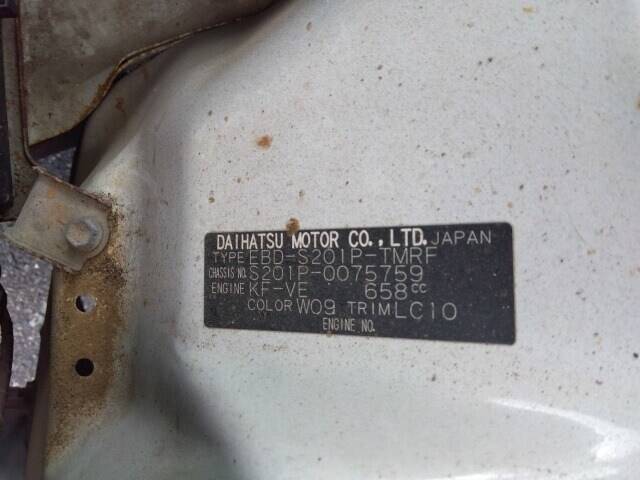 DAIHATSU MOTOR CO., LTD. JAPAN
TYPE EBD-S201P-TMRF
CHASSIS NO. S201P-0075759
ENGINE KF-VE 658cc
COLOR W09 TRIM LC10
ENGINE NO.